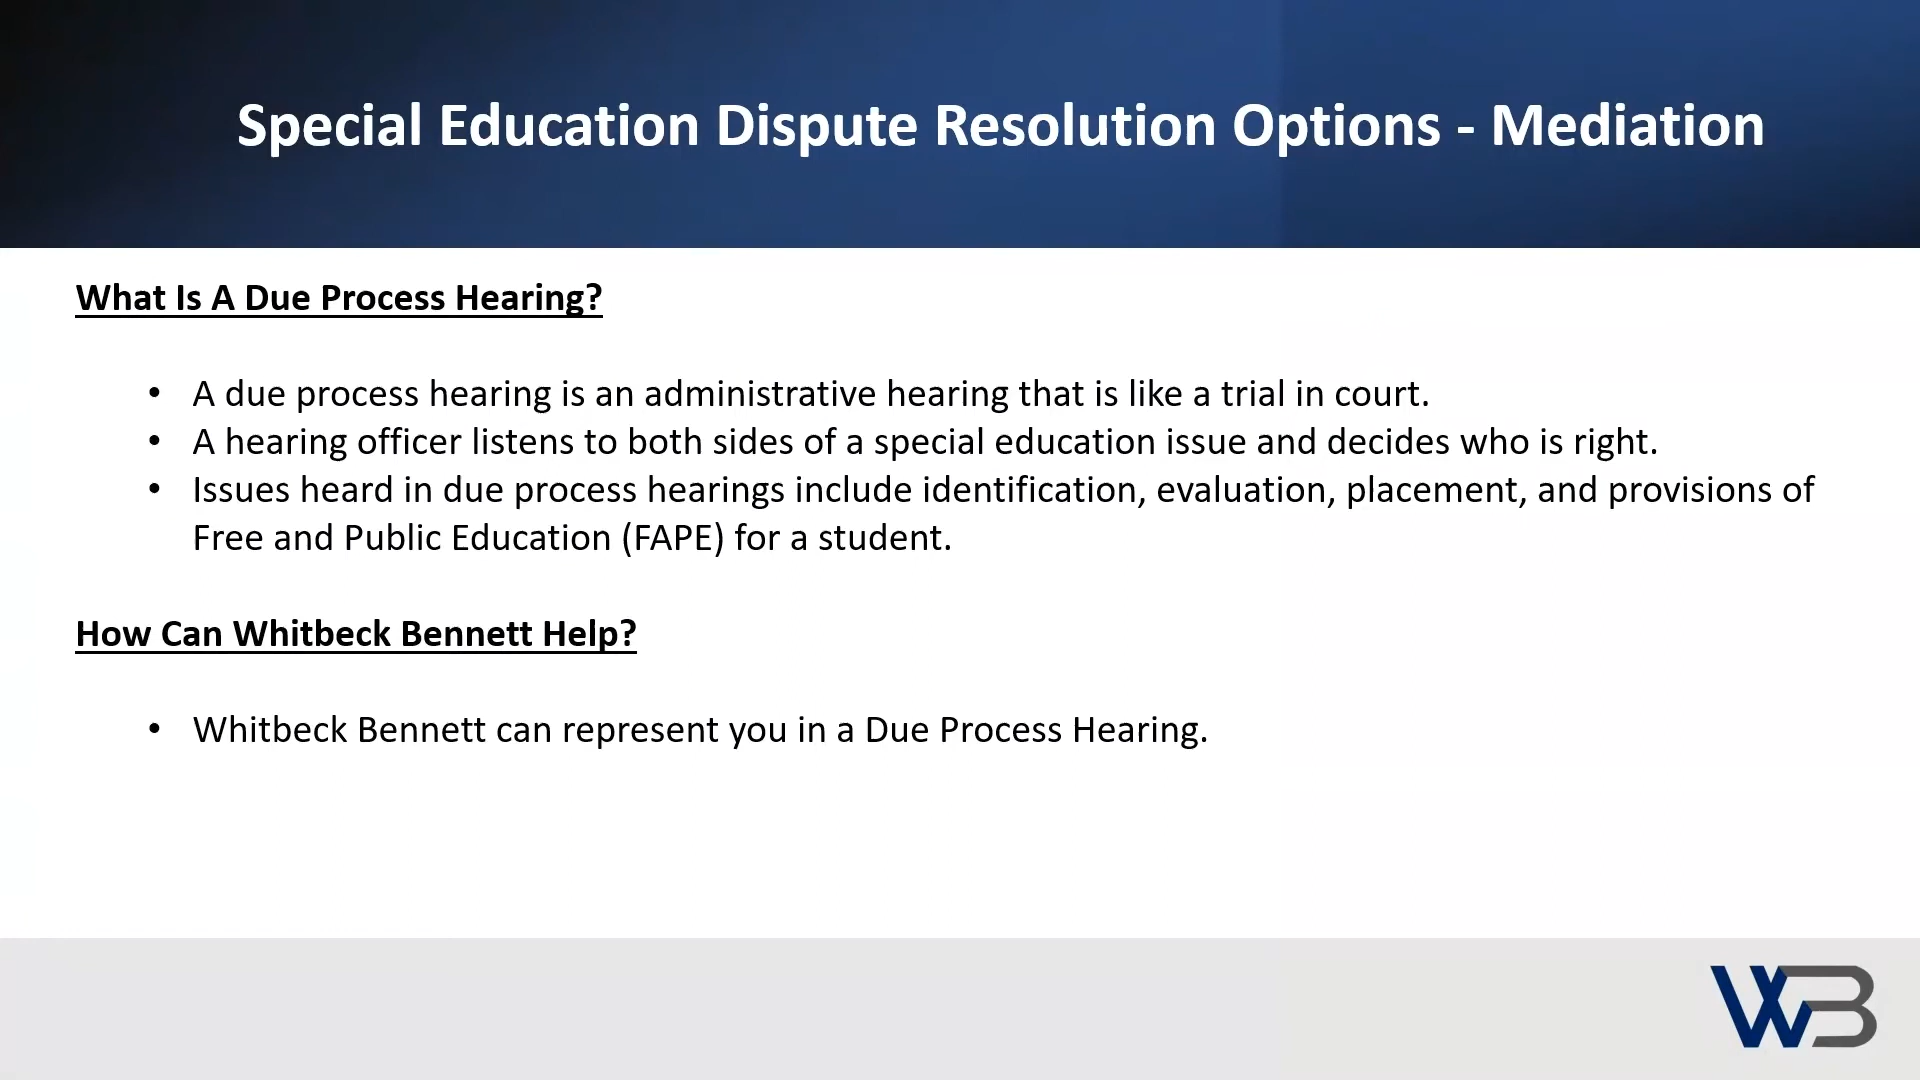 Special Education Dispute Resolution Options - Mediation
What Is A Due Process Hearing?
• A due process hearing is an administrative hearing that is like a trial in court.
• A hearing officer listens to both sides of a special education issue and decides who is right.
• Issues heard in due process hearings include identification, evaluation, placement, and provisions of
Free and Public Education (FAPE) for a student.
How Can Whitbeck Bennett Help?
• Whitbeck Bennett can represent you in a Due Process Hearing.
WB